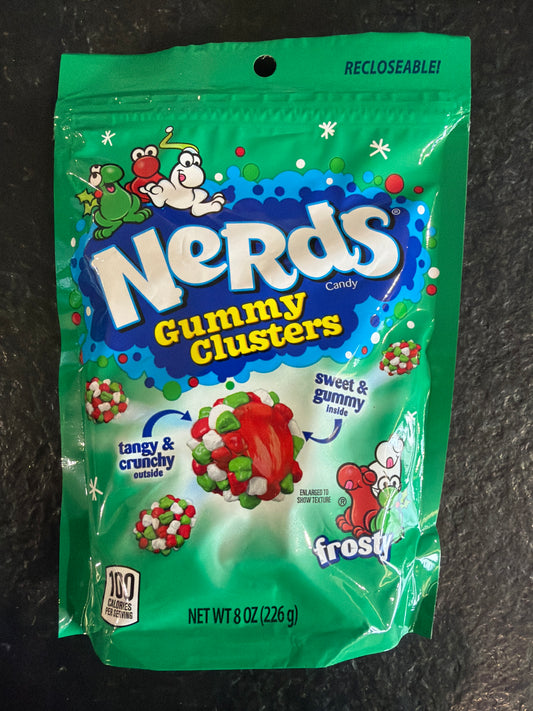 RECLOSEABLE!
NeRdS®
Candy
Gummy
Clusters
sweet &
gummy
inside
tangy &
crunchy
outside
ENLARGED TO
SHOW TEXTURE
®
frosty
100
CALORIES
PER SERVING
NET WT 8 OZ (226 g)